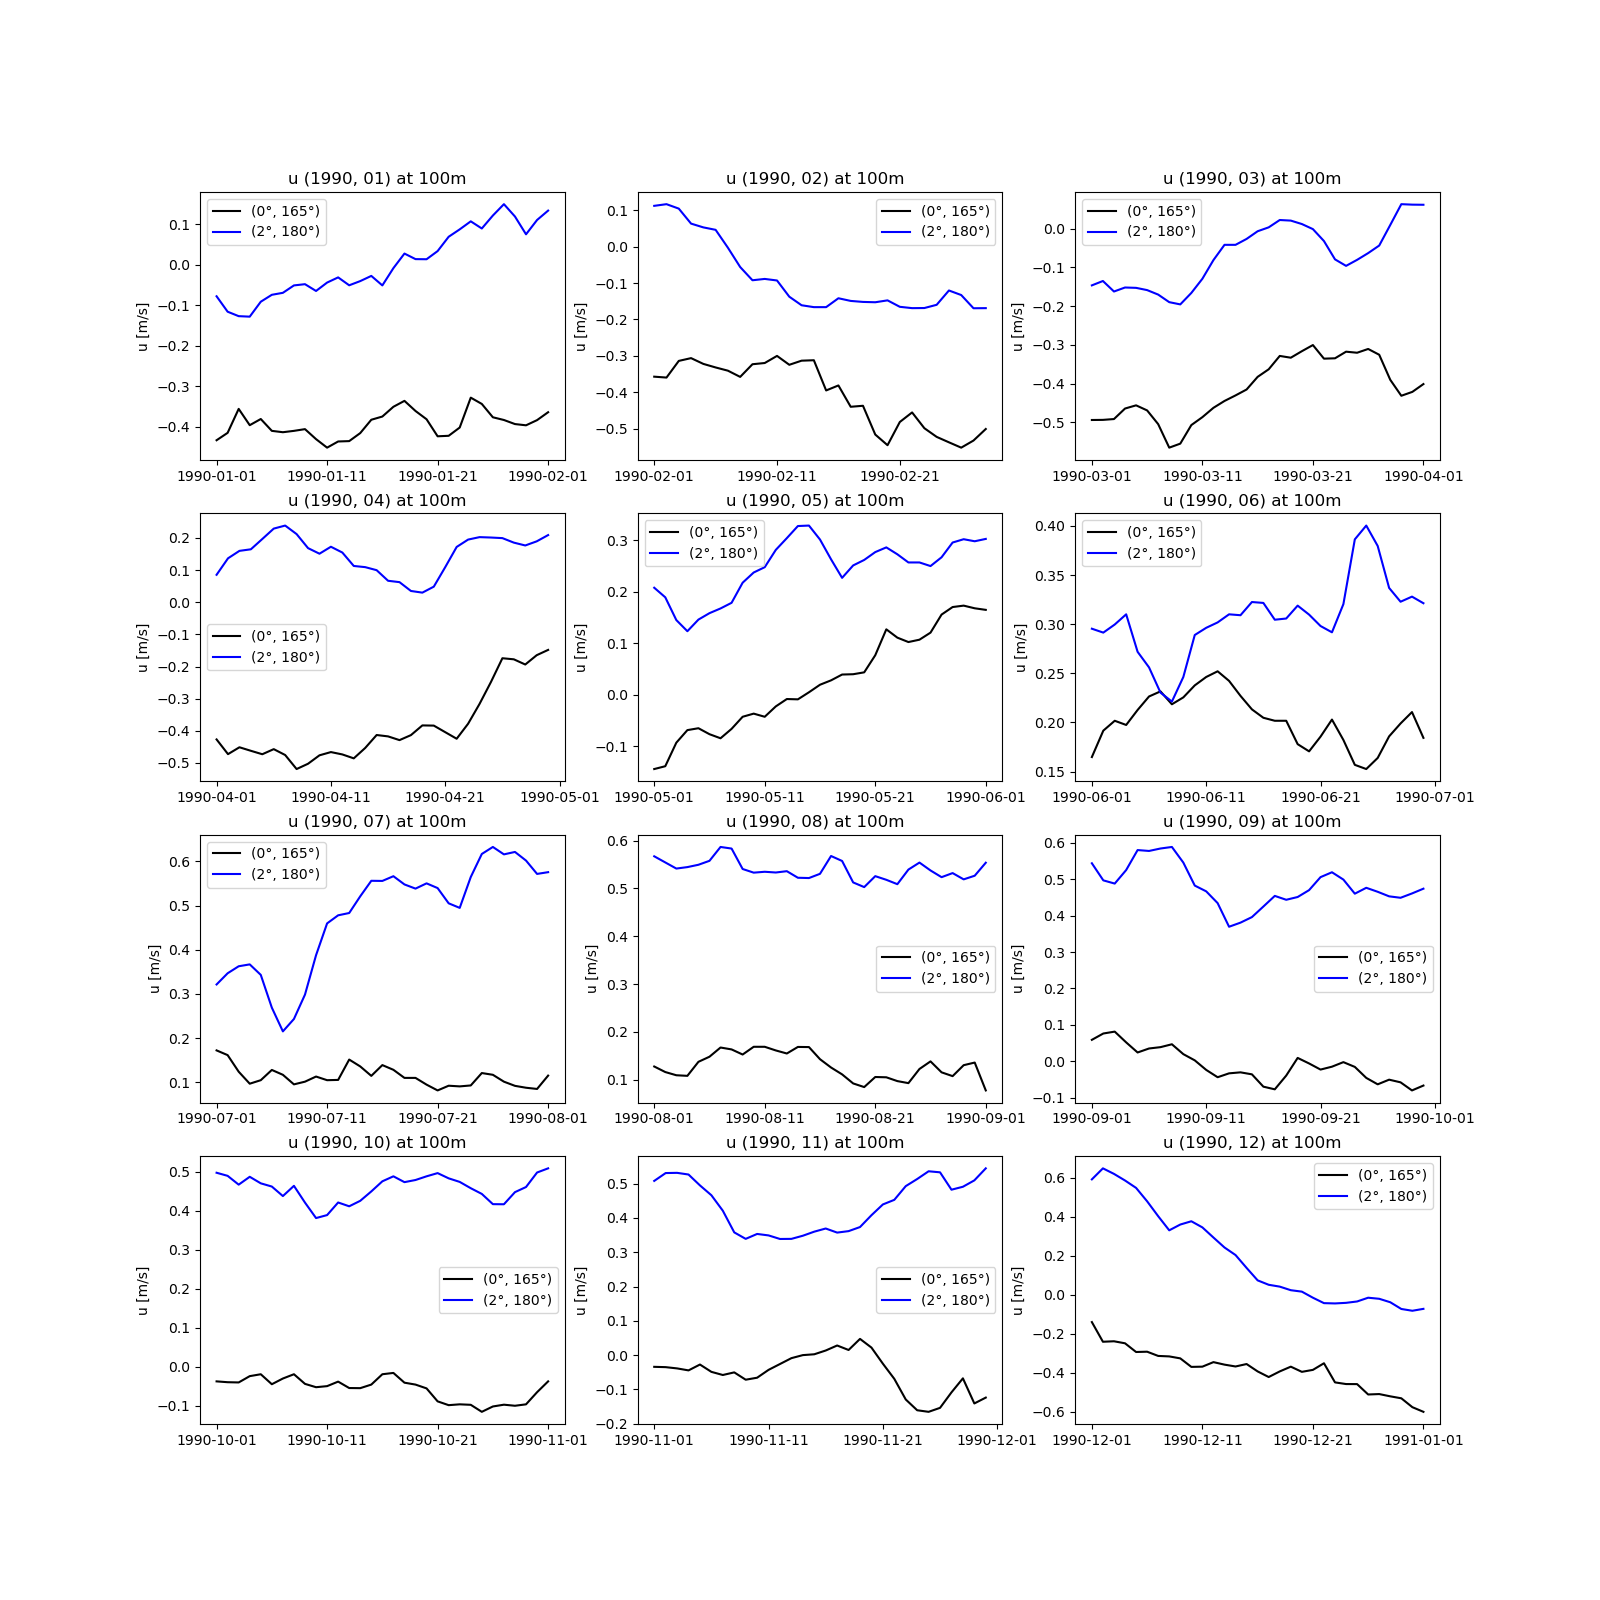 u (1990, 01) at 100m
u [m/s]
0.1
0.0
−0.1
−0.2
−0.3
−0.4
(0°, 165°)
(2°, 180°)
1990-01-01 1990-01-11 1990-01-21 1990-02-01
u (1990, 02) at 100m
u [m/s]
0.1
0.0
−0.1
−0.2
−0.3
−0.4
−0.5
(0°, 165°)
(2°, 180°)
1990-02-01 1990-02-11 1990-02-21
u (1990, 03) at 100m
u [m/s]
0.0
−0.1
−0.2
−0.3
−0.4
−0.5
(0°, 165°)
(2°, 180°)
1990-03-01 1990-03-11 1990-03-21 1990-04-01
u (1990, 04) at 100m
u [m/s]
0.2
0.1
0.0
−0.1
−0.2
−0.3
−0.4
−0.5
(0°, 165°)
(2°, 180°)
1990-04-01 1990-04-11 1990-04-21 1990-05-01
u (1990, 05) at 100m
u [m/s]
0.3
0.2
0.1
0.0
−0.1
(0°, 165°)
(2°, 180°)
1990-05-01 1990-05-11 1990-05-21 1990-06-01
u (1990, 06) at 100m
u [m/s]
0.40
0.35
0.30
0.25
0.20
0.15
(0°, 165°)
(2°, 180°)
1990-06-01 1990-06-11 1990-06-21 1990-07-01
u (1990, 07) at 100m
u [m/s]
0.6
0.5
0.4
0.3
0.2
0.1
(0°, 165°)
(2°, 180°)
1990-07-01 1990-07-11 1990-07-21 1990-08-01
u (1990, 08) at 100m
u [m/s]
0.6
0.5
0.4
0.3
0.2
0.1
(0°, 165°)
(2°, 180°)
1990-08-01 1990-08-11 1990-08-21 1990-09-01
u (1990, 09) at 100m
u [m/s]
0.6
0.5
0.4
0.3
0.2
0.1
0.0
−0.1
(0°, 165°)
(2°, 180°)
1990-09-01 1990-09-11 1990-09-21 1990-10-01
u (1990, 10) at 100m
u [m/s]
0.5
0.4
0.3
0.2
0.1
0.0
−0.1
(0°, 165°)
(2°, 180°)
1990-10-01 1990-10-11 1990-10-21 1990-11-01
u (1990, 11) at 100m
u [m/s]
0.5
0.4
0.3
0.2
0.1
0.0
−0.1
−0.2
(0°, 165°)
(2°, 180°)
1990-11-01 1990-11-11 1990-11-21 1990-12-01
u (1990, 12) at 100m
u [m/s]
0.6
0.4
0.2
0.0
−0.2
−0.4
−0.6
(0°, 165°)
(2°, 180°)
1990-12-01 1990-12-11 1990-12-21 1991-01-01